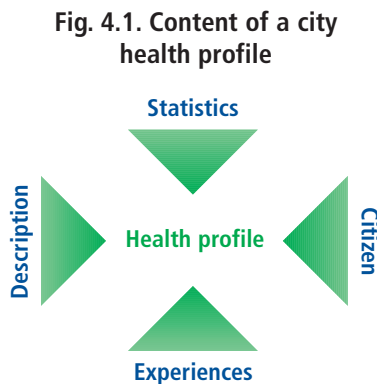 Fig. 4.1. Content of a city
health profile
Statistics
Description
Health profile
Citizen
Experiences